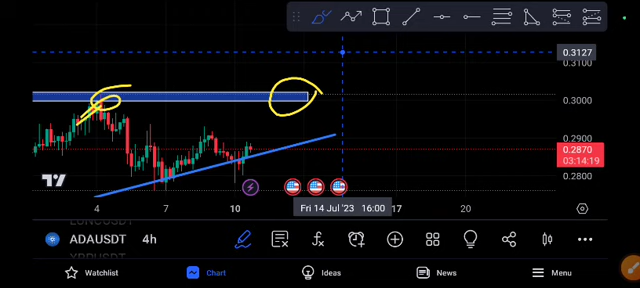 0.3127
0.3100
0.3000
0.2900
0.2870
03:14:19
0.2800
4
7
10
Fri 14 Jul '23 16:00
17
20
LUNCUSDT
ADAUSDT
4h
Watchlist
Chart
Ideas
News
Menu